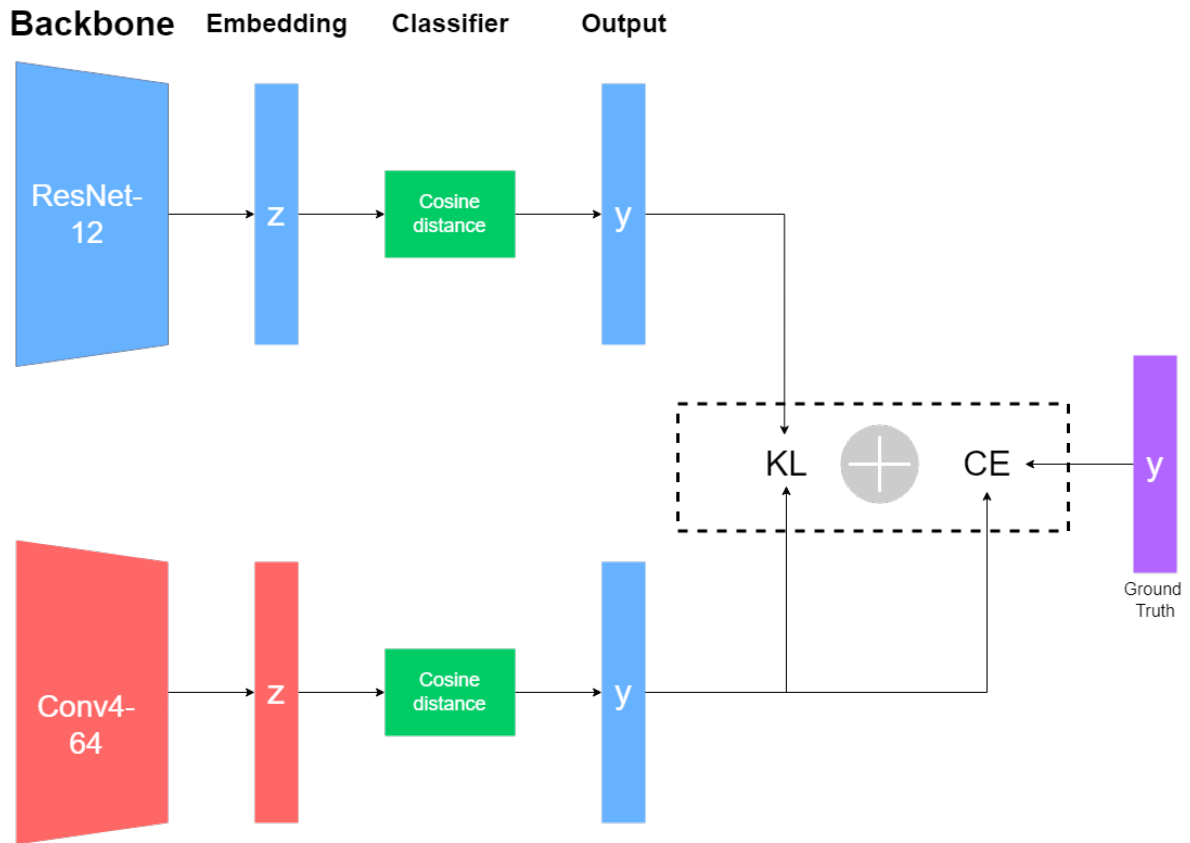 Backbone Embedding Classifier Output
ResNet-
12
z
Cosine
distance
y
KL
CE
y
Ground
Truth
Conv4-
64
z
Cosine
distance
y